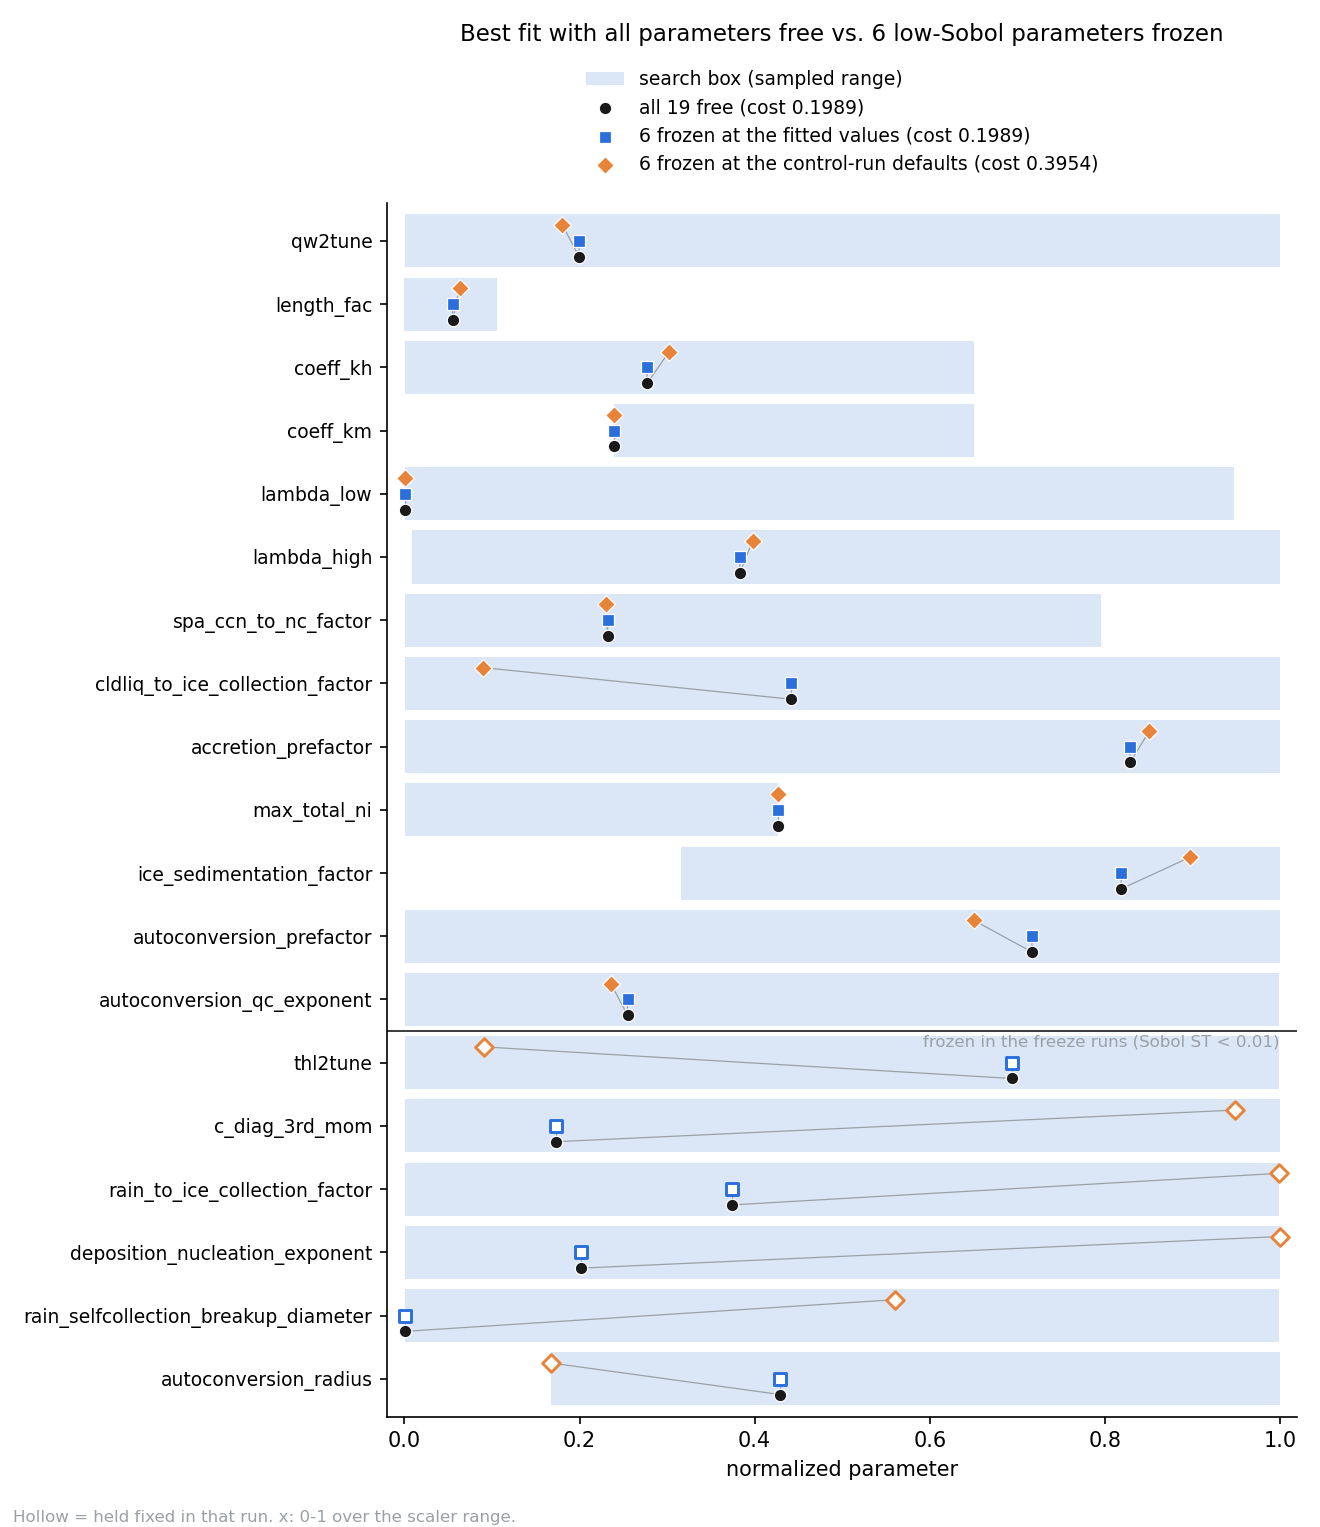 Best fit with all parameters free vs. 6 low-Sobol parameters frozen
search box (sampled range)
all 19 free (cost 0.1989)
6 frozen at the fitted values (cost 0.1989)
6 frozen at the control-run defaults (cost 0.3954)
qw2tune
length_fac
coeff_kh
coeff_km
lambda_low
lambda_high
spa_ccn_to_nc_factor
cldliq_to_ice_collection_factor
accretion_prefactor
max_total_ni
ice_sedimentation_factor
autoconversion_prefactor
autoconversion_qc_exponent
frozen in the freeze runs (Sobol ST < 0.01)
thl2tune
c_diag_3rd_mom
rain_to_ice_collection_factor
deposition_nucleation_exponent
rain_selfcollection_breakup_diameter
autoconversion_radius
0.0 0.2 0.4 0.6 0.8 1.0
normalized parameter
Hollow = held fixed in that run. x: 0-1 over the scaler range.